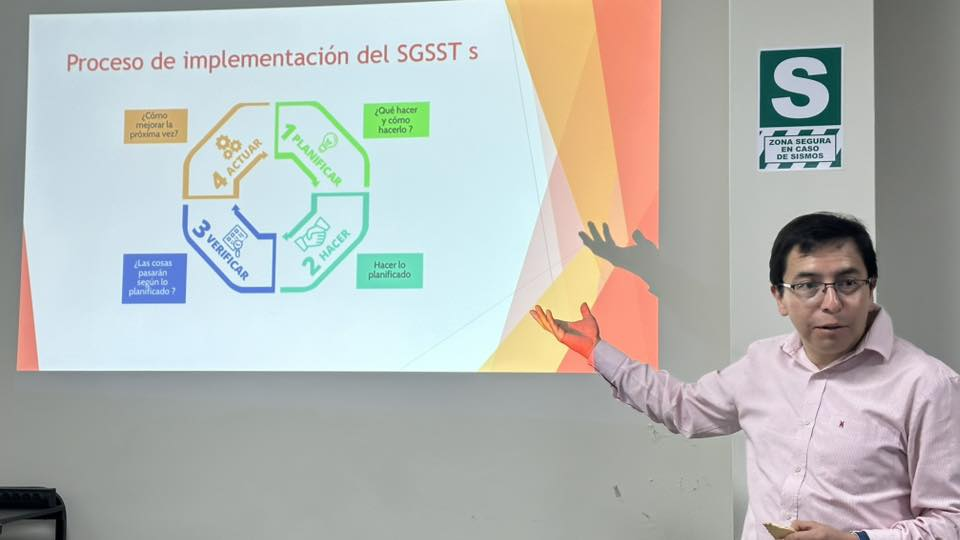 Proceso de implementación del SGSST s
¿Cómo
mejorar la
próxima vez?
¿Qué hacer
y cómo
hacerlo ?
4 ACTUAR
1 PLANIFICAR
3 VERIFICAR
2 HACER
¿Las cosas
pasarán
según lo
planificado ?
Hacer lo
planificado
S
ZONA SEGURA
EN CASO
DE SISMOS